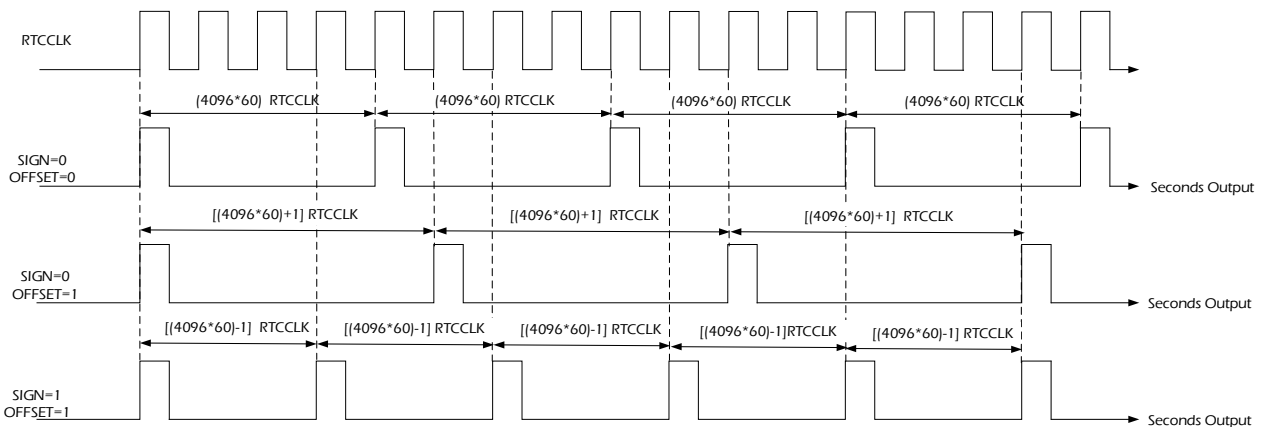 RTCCLK
(4096*60) RTCCLK (4096*60) RTCCLK (4096*60) RTCCLK (4096*60) RTCCLK
SIGN=0
OFFSET=0
Seconds Output
[(4096*60)+1] RTCCLK [(4096*60)+1] RTCCLK [(4096*60)+1] RTCCLK
SIGN=0
OFFSET=1
Seconds Output
[(4096*60)-1] RTCCLK [(4096*60)-1] RTCCLK [(4096*60)-1] RTCCLK [(4096*60)-1]RTCCLK [(4096*60)-1] RTCCLK
SIGN=1
OFFSET=1
Seconds Output